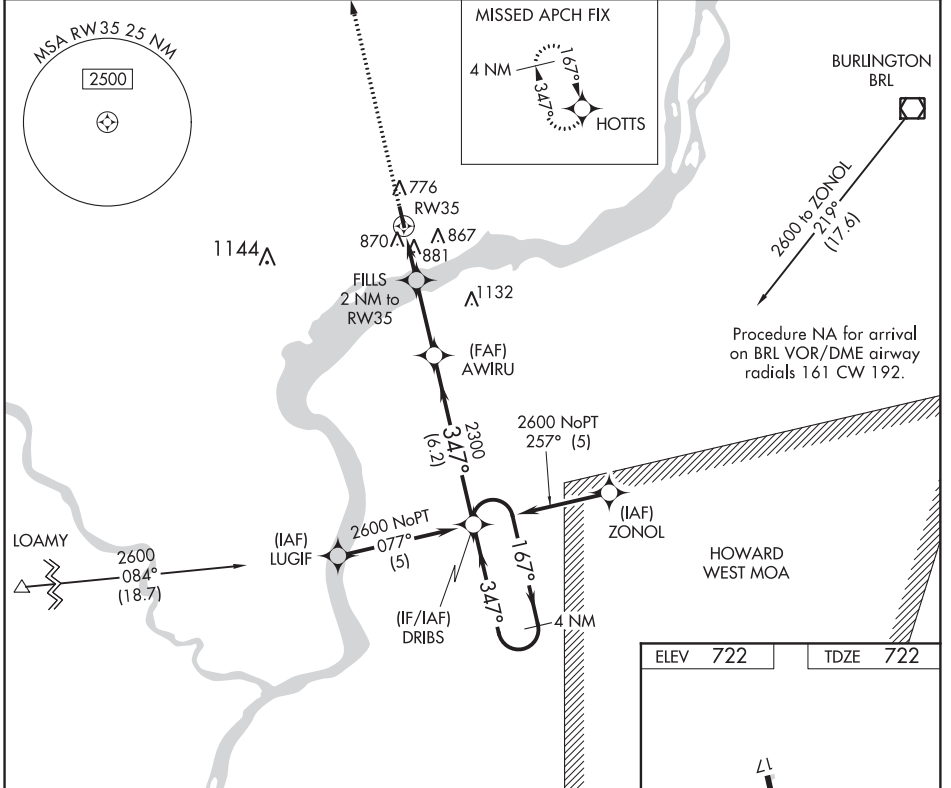 MSA RW35 25 NM
2500
MISSED APCH FIX
4 NM
167°
347°
HOTTS
BURLINGTON
BRL
2600 to ZONOL
219°
(17.6)
776
RW35
870
867
881
1144
FILLS
2 NM to
RW35
1132
(FAF)
AWIRU
Procedure NA for arrival
on BRL VOR/DME airway
radials 161 CW 192.
2300
347°
(6.2)
2600 NoPT
257° (5)
(IAF)
ZONOL
LOAMY
2600
084°
(18.7)
(IAF)
LUGIF
2600 NoPT
077°
(5)
HOWARD
WEST MOA
167°
347°
4 NM
(IF/IAF)
DRIBS
ELEV 722
TDZE 722
17